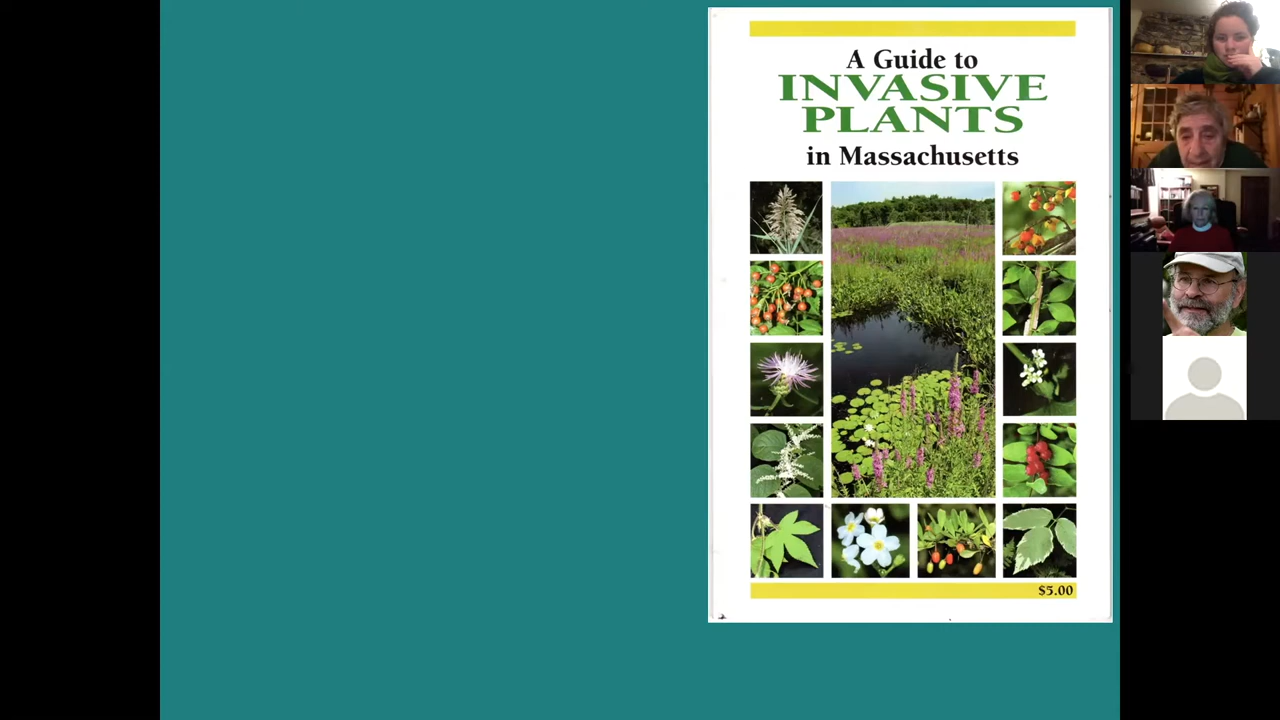 A Guide to
INVASIVE
PLANTS
in Massachusetts
$5.00